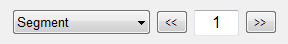 Segment << 1 >>